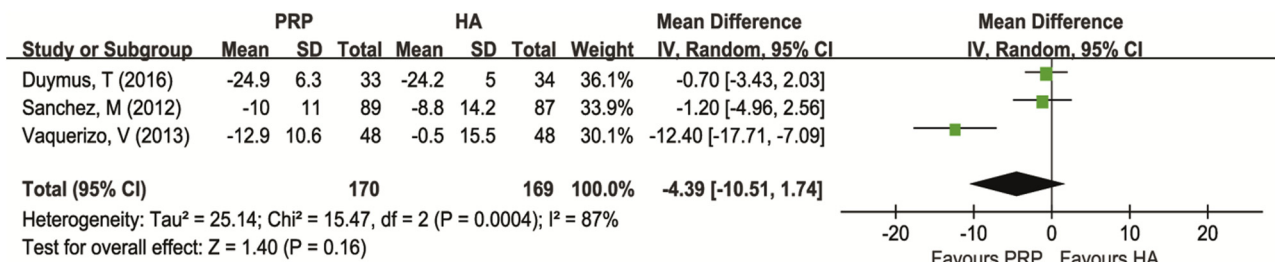 PRP HA Mean Difference Mean Difference
Study or Subgroup Mean SD Total Mean SD Total Weight IV, Random, 95% CI IV, Random, 95% CI
Duymus, T (2016) -24.9 6.3 33 -24.2 5 34 36.1% -0.70 [-3.43, 2.03]
Sanchez, M (2012) -10 11 89 -8.8 14.2 87 33.9% -1.20 [-4.96, 2.56]
Vaquerizo, V (2013) -12.9 10.6 48 -0.5 15.5 48 30.1% -12.40 [-17.71, -7.09]
Total (95% CI) 170 169 100.0% -4.39 [-10.51, 1.74]
Heterogeneity: Tau² = 25.14; Chi² = 15.47, df = 2 (P = 0.0004); I² = 87%
Test for overall effect: Z = 1.40 (P = 0.16)
-20 -10 0 10 20
Favours PRP Favours HA